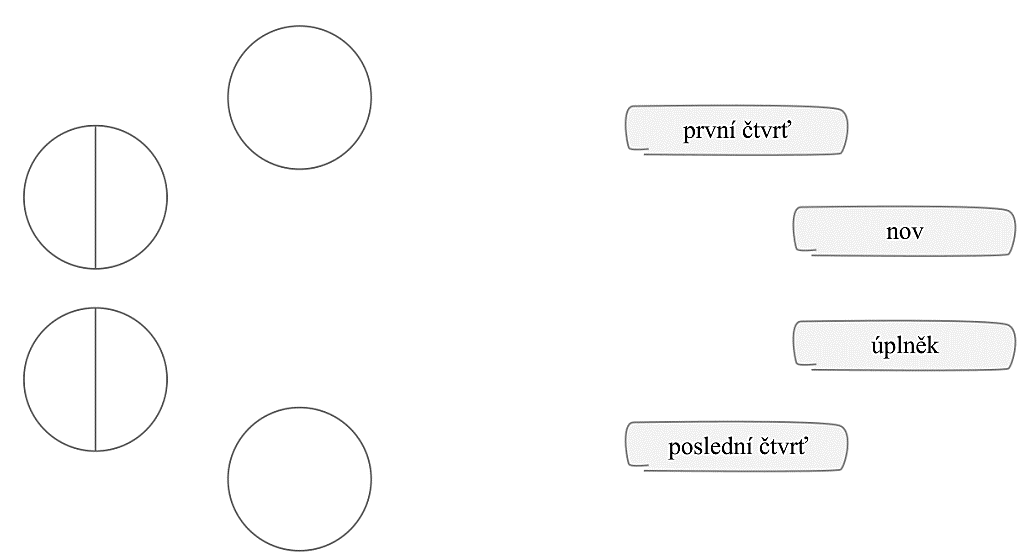 první čtvrť
nov
úplněk
poslední čtvrť